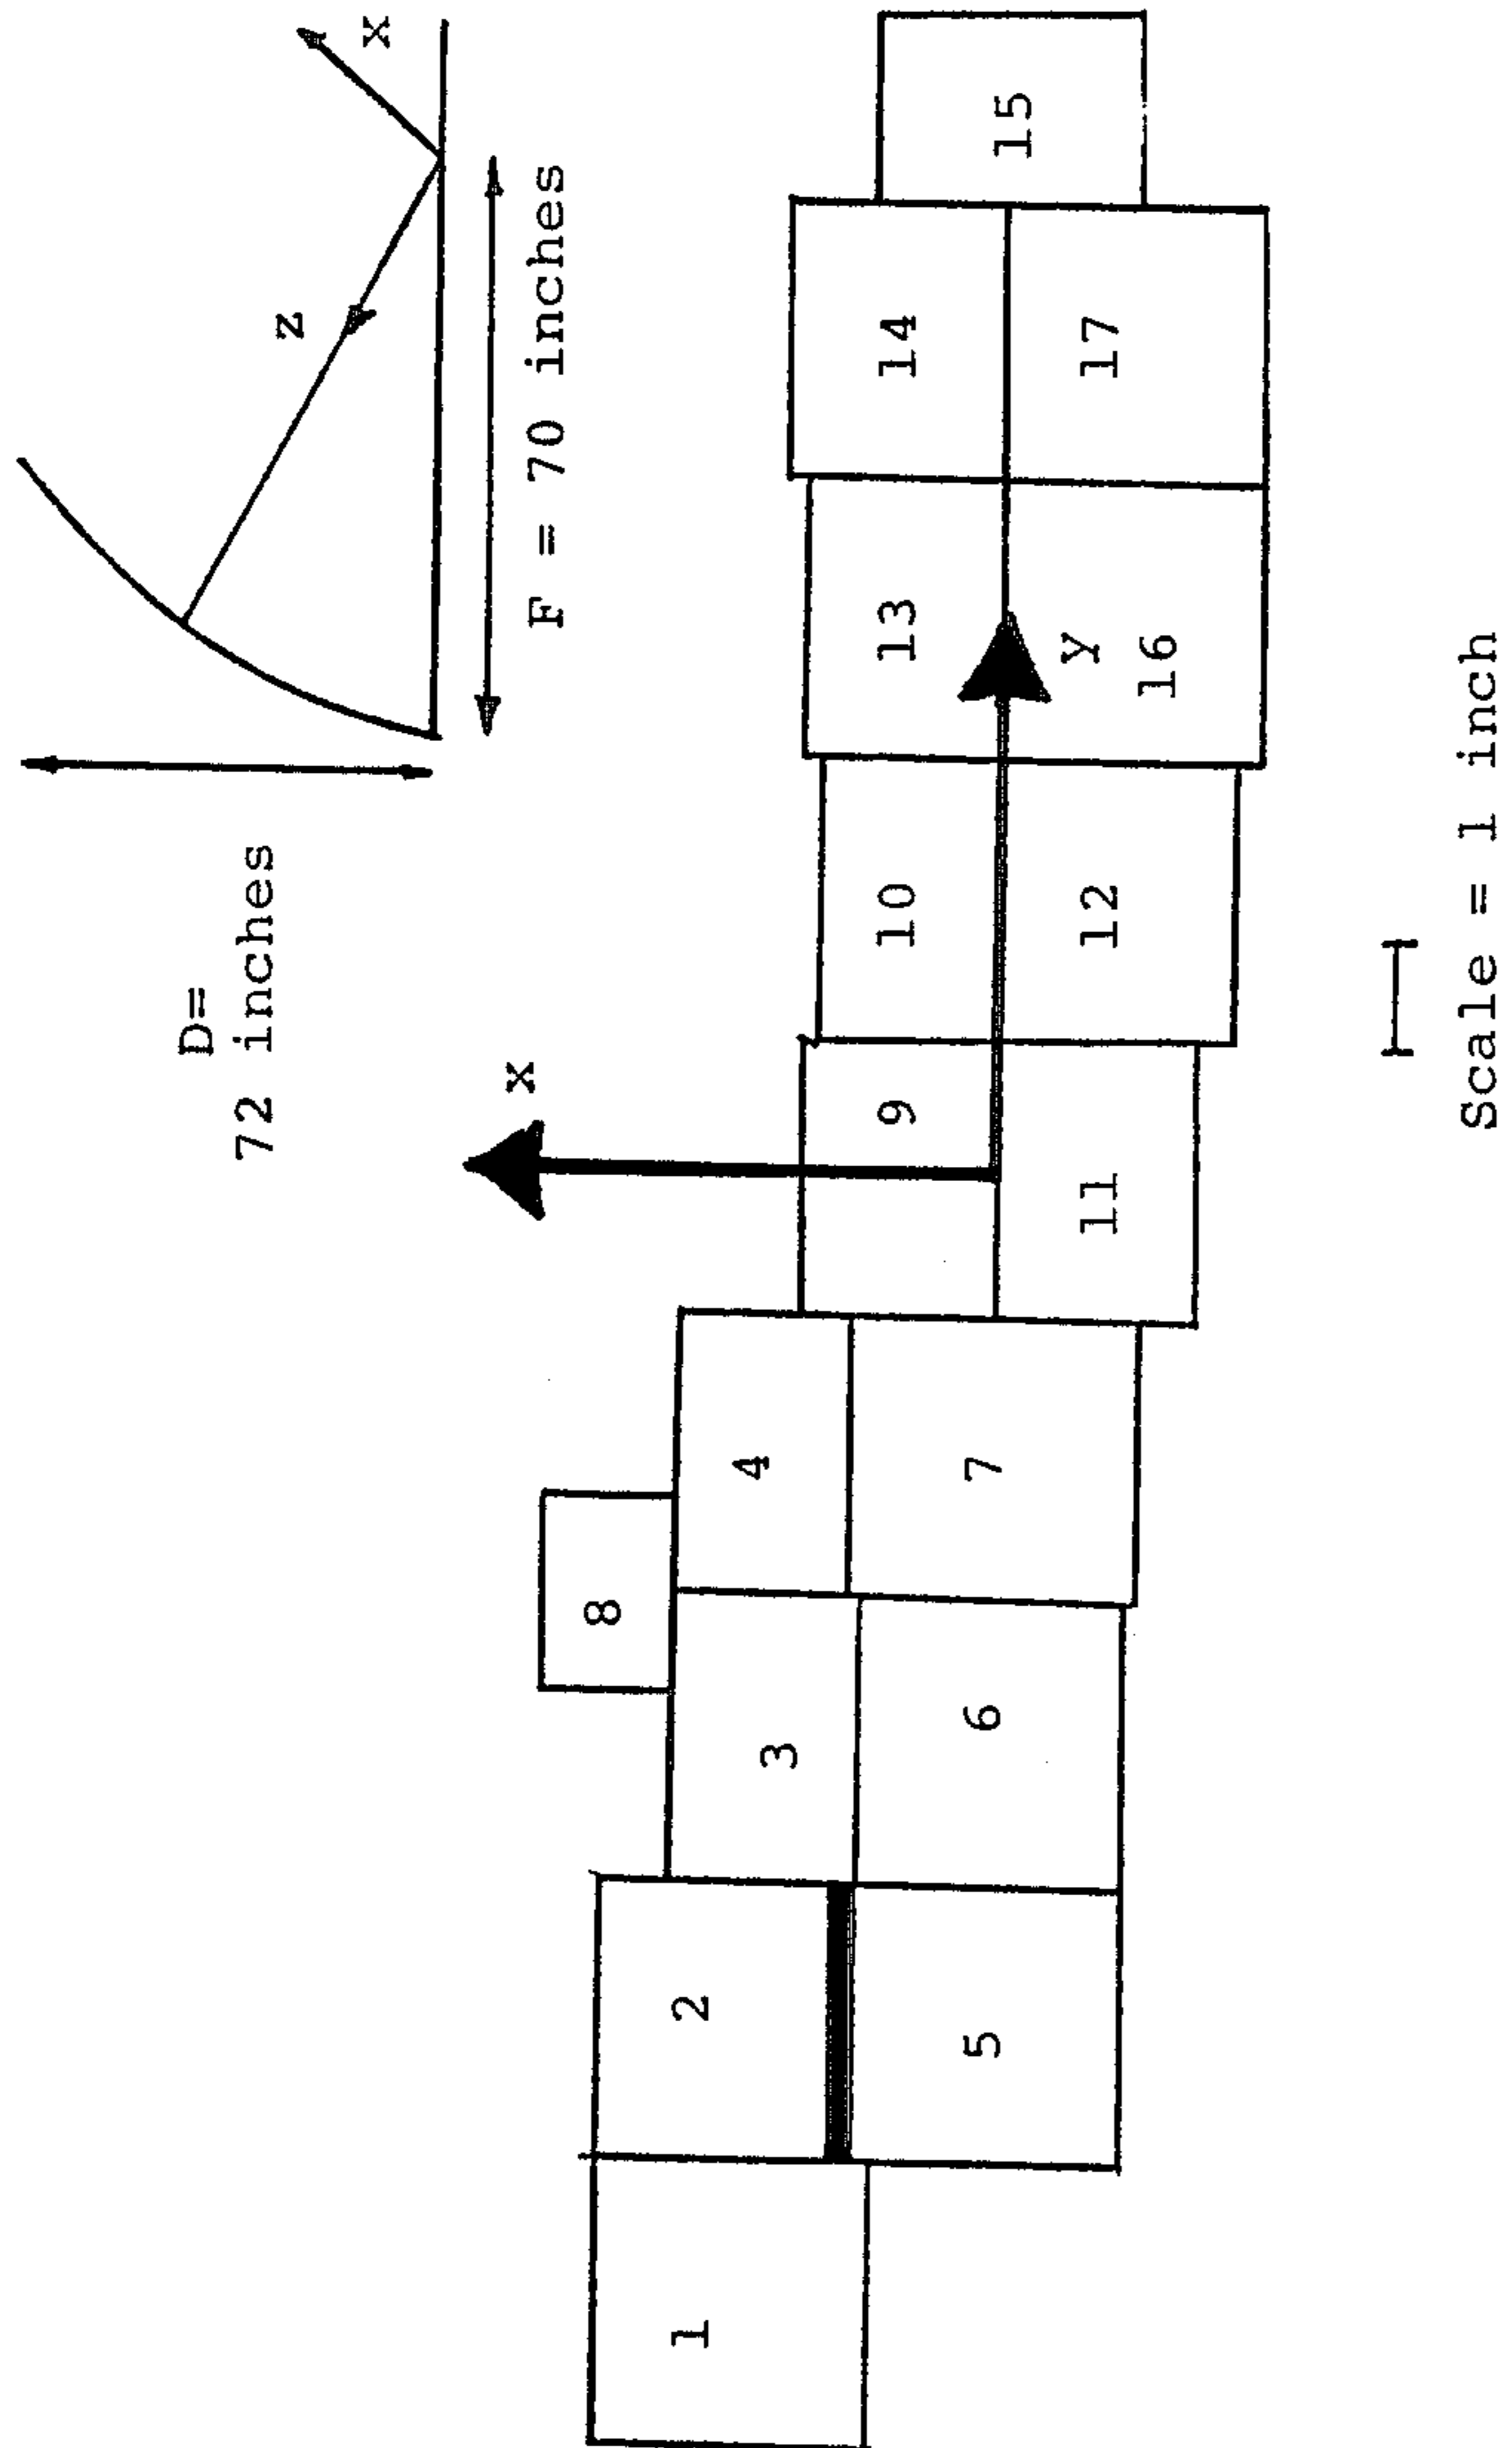 D=
72 inches
x
z
F = 70 inches
x
1
2
3
4
5
6
7
8
9
10
11
12
13
14
15
16
17
Y
Scale = 1 inch